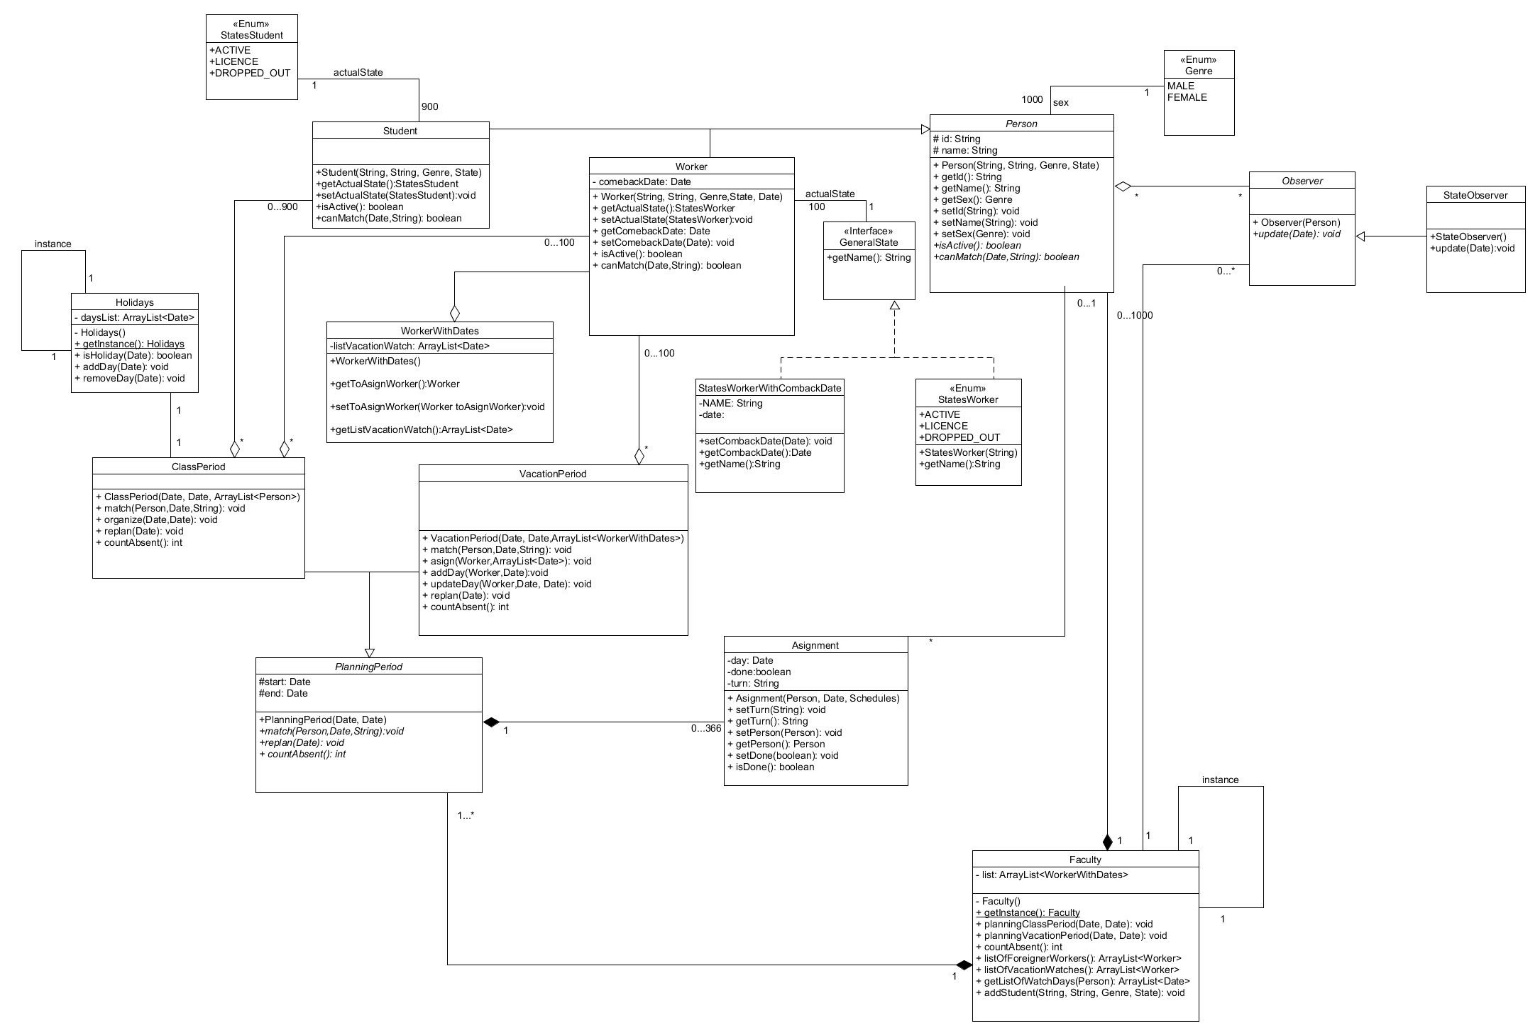 «Enum»
StatesStudent
+ACTIVE
+LICENCE
+DROPPED_OUT
actualState
1
900
«Enum»
Genre
MALE
FEMALE
1
1000
sex
Student
+Student(String, String, Genre, State)
+getActualState():StatesStudent
+setActualState(StatesStudent):void
+isActive(): boolean
+canMatch(Date,String): boolean
0...900
Worker
- comebackDate: Date
+ Worker(String, String, Genre,State, Date)
+ getActualState():StatesWorker
+ setActualState(StatesWorker):void
+ getComebackDate: Date
+ setComebackDate(Date): void
+ isActive(): boolean
+ canMatch(Date,String): boolean
0...100
0...100
actualState
100
1
«Interface»
GeneralState
+getName(): String
Person
# id: String
# name: String
+ Person(String, String, Genre, State)
+ getId(): String
+ getName(): String
+ getSex(): Genre
+ setId(String): void
+ setName(String): void
+ setSex(Genre): void
+isActive(): boolean
+canMatch(Date,String): boolean
*
*
0...1
0...1000
Observer
+ Observer(Person)
+update(Date): void
0...*
StateObserver
+StateObserver()
+update(Date):void
instance
1
1
Holidays
- daysList: ArrayList<Date>
- Holidays()
+ getInstance(): Holidays
+ isHoliday(Date): boolean
+ addDay(Date): void
+ removeDay(Date): void
1
1
WorkerWithDates
-listVacationWatch: ArrayList<Date>
+WorkerWithDates()
+getToAsignWorker():Worker
+setToAsignWorker(Worker toAsignWorker):void
+getListVacationWatch():ArrayList<Date>
StatesWorkerWithCombackDate
-NAME: String
-date:
+setCombackDate(Date): void
+getCombackDate():Date
+getName():String
«Enum»
StatesWorker
+ACTIVE
+LICENCE
+DROPPED_OUT
+StatesWorker(String)
+getName():String
*
*
*
ClassPeriod
+ ClassPeriod(Date, Date, ArrayList<Person>)
+ match(Person,Date,String): void
+ organize(Date,Date): void
+ replan(Date): void
+ countAbsent(): int
VacationPeriod
+ VacationPeriod(Date, Date,ArrayList<WorkerWithDates>)
+ match(Person,Date,String): void
+ asign(Worker,ArrayList<Date>): void
+ addDay(Worker,Date):void
+ updateDay(Worker,Date, Date): void
+ replan(Date): void
+ countAbsent(): int
PlanningPeriod
#start: Date
#end: Date
+PlanningPeriod(Date, Date)
+match(Person,Date,String):void
+replan(Date): void
+ countAbsent(): int
1
0...366
1...*
*
Asignment
-day: Date
-done:boolean
-turn: String
+ Asignment(Person, Date, Schedules)
+ setTurn(String): void
+ getTurn(): String
+ setPerson(Person): void
+ getPerson(): Person
+ setDone(boolean): void
+ isDone(): boolean
instance
1
1
1
1
1
Faculty
- list: ArrayList<WorkerWithDates>
- Faculty()
+ getInstance(): Faculty
+ planningClassPeriod(Date, Date): void
+ planningVacationPeriod(Date, Date): void
+ countAbsent(): int
+ listOfForeignerWorkers(): ArrayList<Worker>
+ listOfVacationWatches(): ArrayList<Worker>
+ getListOfWatchDays(Person): ArrayList<Date>
+ addStudent(String, String, Genre, State): void